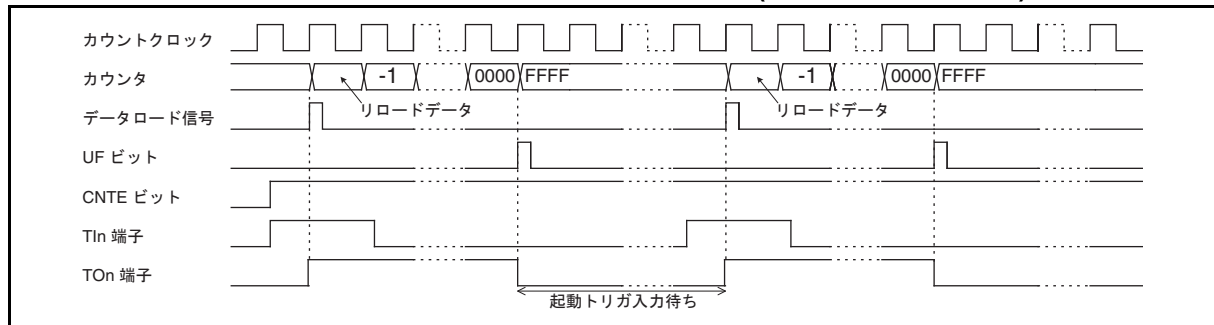 カウントクロック
カウンタ -1 0000 FFFF -1 0000 FFFF
リロードデータ リロードデータ
データロード信号
UF ビット
CNTE ビット
TIn 端子
TOn 端子
起動トリガ入力待ち